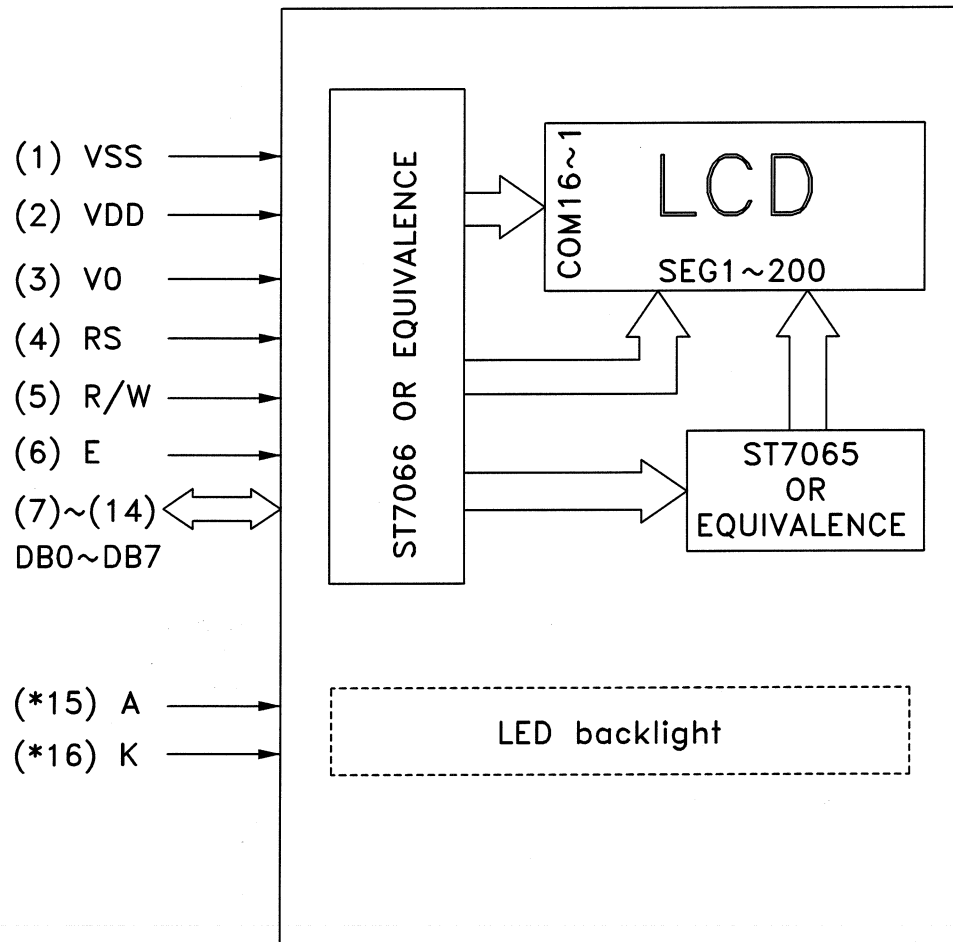 (1) VSS
(2) VDD
(3) V0
(4) RS
(5) R/W
(6) E
(7)~(14)
DB0~DB7
(*15) A
(*16) K
ST7066 OR EQUIVALENCE
COM16~1
LCD
SEG1~200
ST7065
OR
EQUIVALENCE
LED backlight